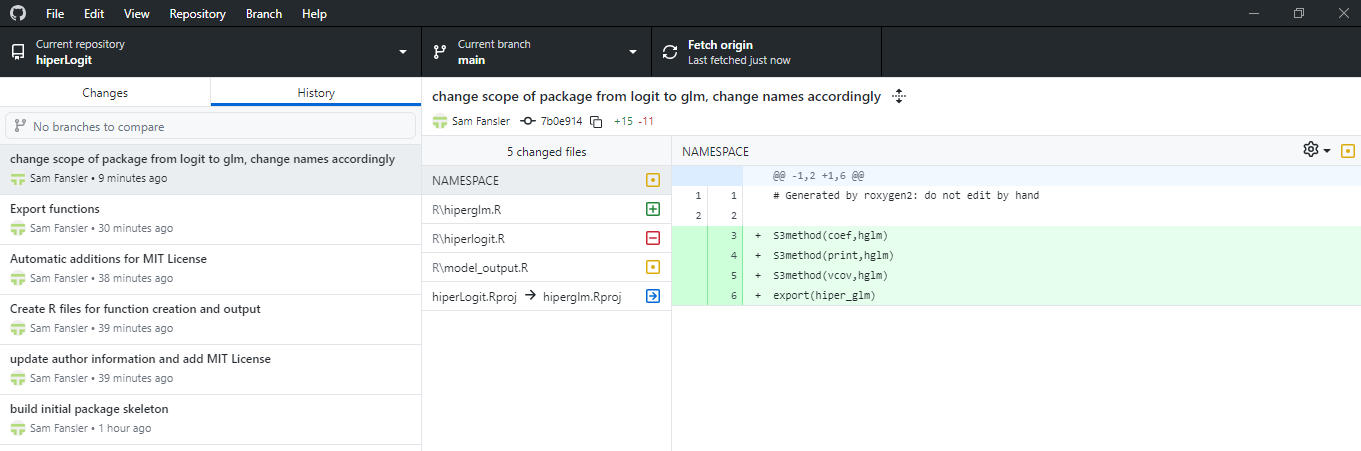 File Edit View Repository Branch Help
Current repository
hiperLogit
Current branch
main
Fetch origin
Last fetched just now
Changes
History
No branches to compare
change scope of package from logit to glm, change names accordingly
Sam Fansler • 9 minutes ago
Export functions
Sam Fansler • 30 minutes ago
Automatic additions for MIT License
Sam Fansler • 38 minutes ago
Create R files for function creation and output
Sam Fansler • 39 minutes ago
update author information and add MIT License
Sam Fansler • 39 minutes ago
build initial package skeleton
Sam Fansler • 1 hour ago
change scope of package from logit to glm, change names accordingly
Sam Fansler 7b0e914 +15 -11
5 changed files
NAMESPACE
R\hiperglm.R
R\hiperlogit.R
R\model_output.R
hiperLogit.Rproj → hiperglm.Rproj
NAMESPACE
@@ -1,2 +1,6 @@
1 1 # Generated by roxygen2: do not edit by hand
2 2
3 + S3method(coef,hglm)
4 + S3method(print,hglm)
5 + S3method(vcov,hglm)
6 + export(hiper_glm)